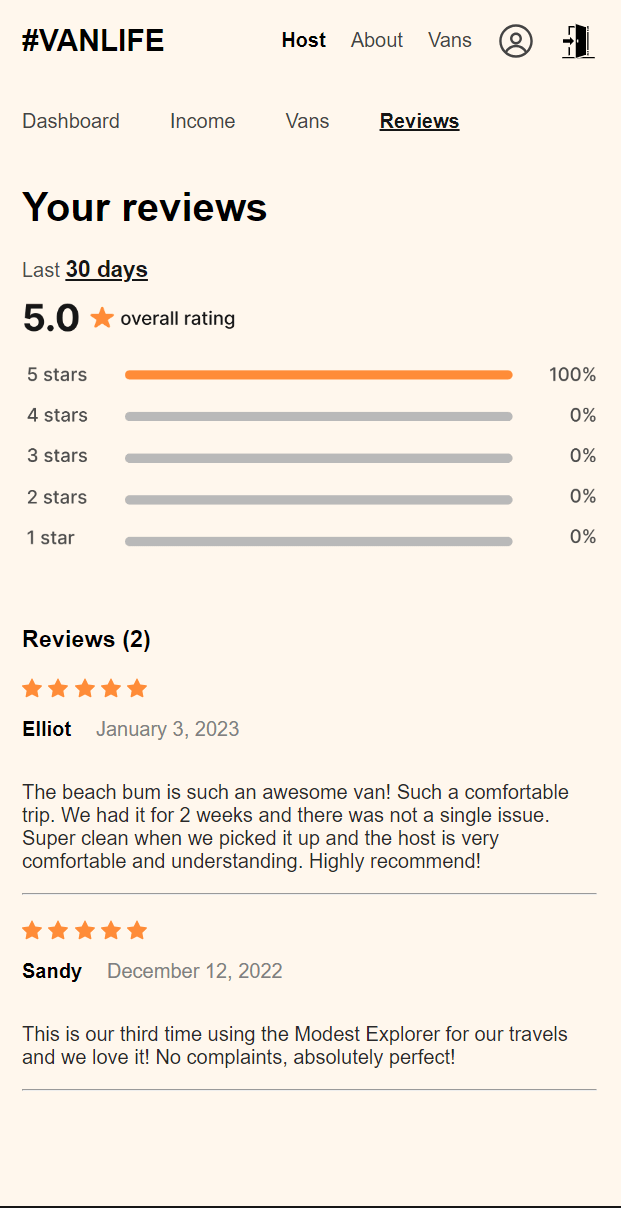 #VANLIFE Host About Vans
Dashboard Income Vans Reviews
Your reviews
Last 30 days
5.0 overall rating
5 stars 100%
4 stars 0%
3 stars 0%
2 stars 0%
1 star 0%
Reviews (2)
Elliot January 3, 2023
The beach bum is such an awesome van! Such a comfortable
trip. We had it for 2 weeks and there was not a single issue.
Super clean when we picked it up and the host is very
comfortable and understanding. Highly recommend!
Sandy December 12, 2022
This is our third time using the Modest Explorer for our travels
and we love it! No complaints, absolutely perfect!